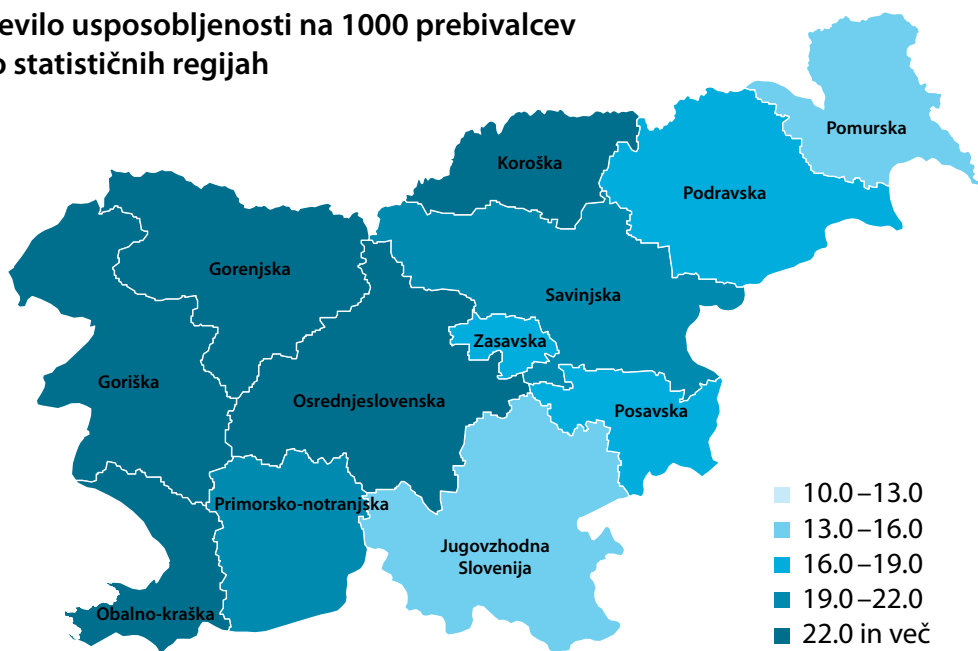 evilo usposobljenosti na 1000 prebivalcev
o statističnih regijah
Pomurska
Koroška
Podravska
Gorenjska
Savinjska
Zasavska
Goriška
Osrednjeslovenska
Posavska
Primorsko-notranjska
Jugovzhodna
Slovenija
Obalno-kraška
10.0–13.0
13.0–16.0
16.0–19.0
19.0–22.0
22.0 in več